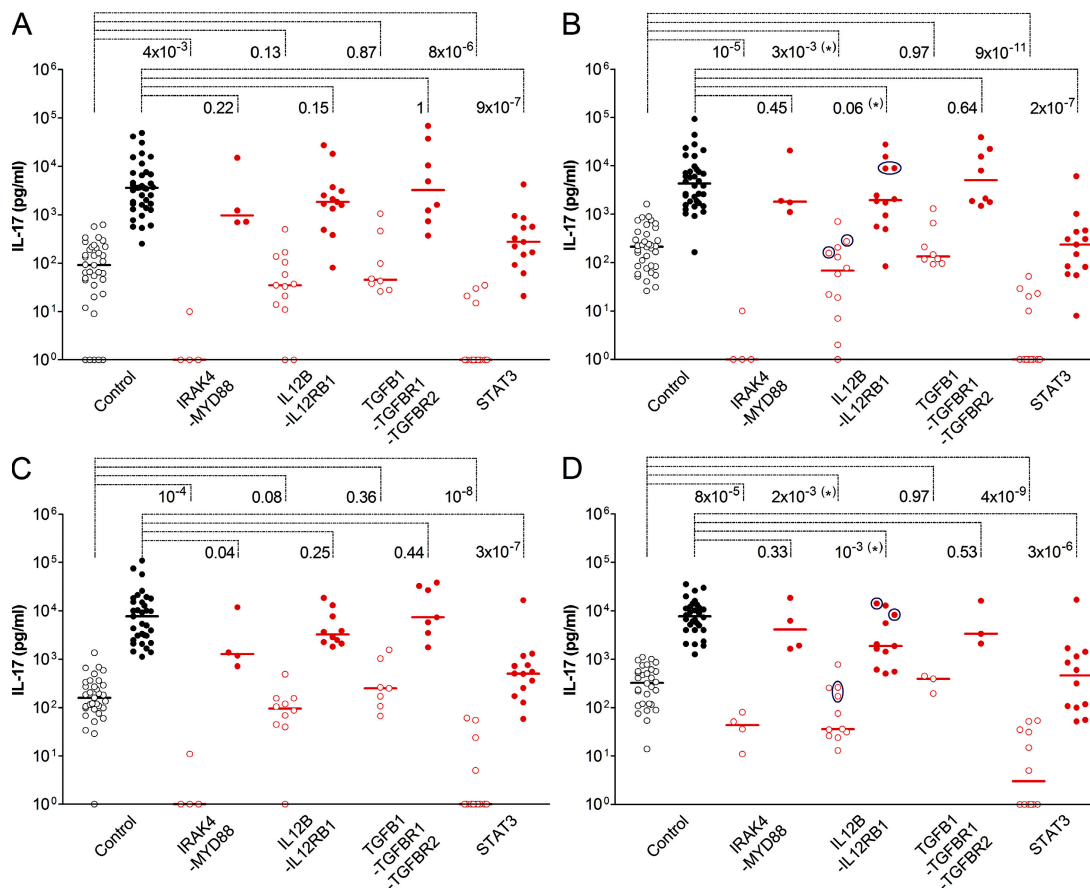 A
4x10⁻³ 0.13 0.87 8x10⁻⁶
0.22 0.15 1 9x10⁻⁷
IL-17 (pg/ml)
10⁶
10⁵
10⁴
10³
10²
10¹
10⁰
Control
IRAK4
-MYD88
IL12B
-IL12RB1
TGFB1
-TGFBR1
-TGFBR2
STAT3
B
10⁻⁵ 3x10⁻³ (*) 0.97 9x10⁻¹¹
0.45 0.06 (*) 0.64 2x10⁻⁷
IL-17 (pg/ml)
10⁶
10⁵
10⁴
10³
10²
10¹
10⁰
Control
IRAK4
-MYD88
IL12B
-IL12RB1
TGFB1
-TGFBR1
-TGFBR2
STAT3
C
10⁻⁴ 0.08 0.36 10⁻⁸
0.04 0.25 0.44 3x10⁻⁷
IL-17 (pg/ml)
10⁶
10⁵
10⁴
10³
10²
10¹
10⁰
Control
IRAK4
-MYD88
IL12B
-IL12RB1
TGFB1
-TGFBR1
-TGFBR2
STAT3
D
8x10⁻⁵ 2x10⁻³ (*) 0.97 4x10⁻⁹
0.33 10⁻³ (*) 0.53 3x10⁻⁶
IL-17 (pg/ml)
10⁶
10⁵
10⁴
10³
10²
10¹
10⁰
Control
IRAK4
-MYD88
IL12B
-IL12RB1
TGFB1
-TGFBR1
-TGFBR2
STAT3